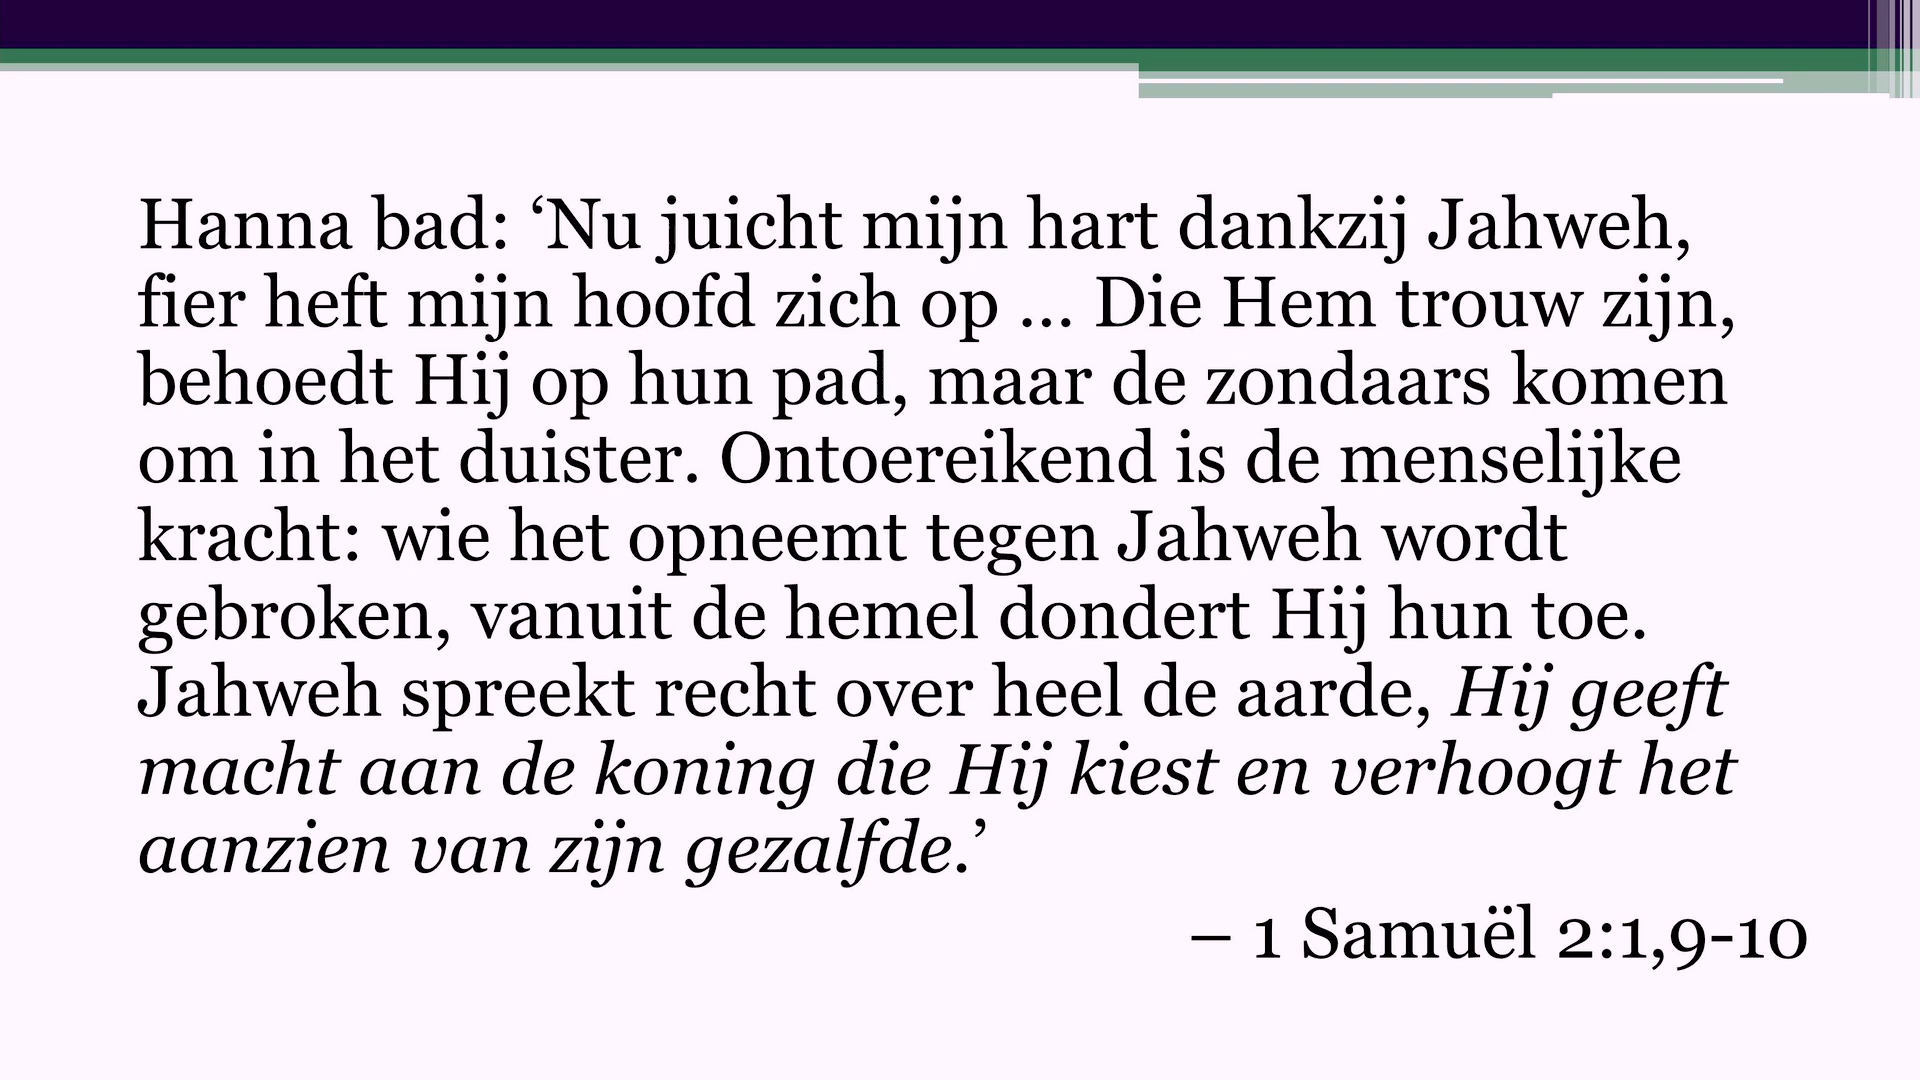 Hanna bad: ‘Nu juicht mijn hart dankzij Jahweh,
fier heft mijn hoofd zich op … Die Hem trouw zijn,
behoedt Hij op hun pad, maar de zondaars komen
om in het duister. Ontoereikend is de menselijke
kracht: wie het opneemt tegen Jahweh wordt
gebroken, vanuit de hemel dondert Hij hun toe.
Jahweh spreekt recht over heel de aarde, Hij geeft
macht aan de koning die Hij kiest en verhoogt het
aanzien van zijn gezalfde.’
– 1 Samuël 2:1,9-10